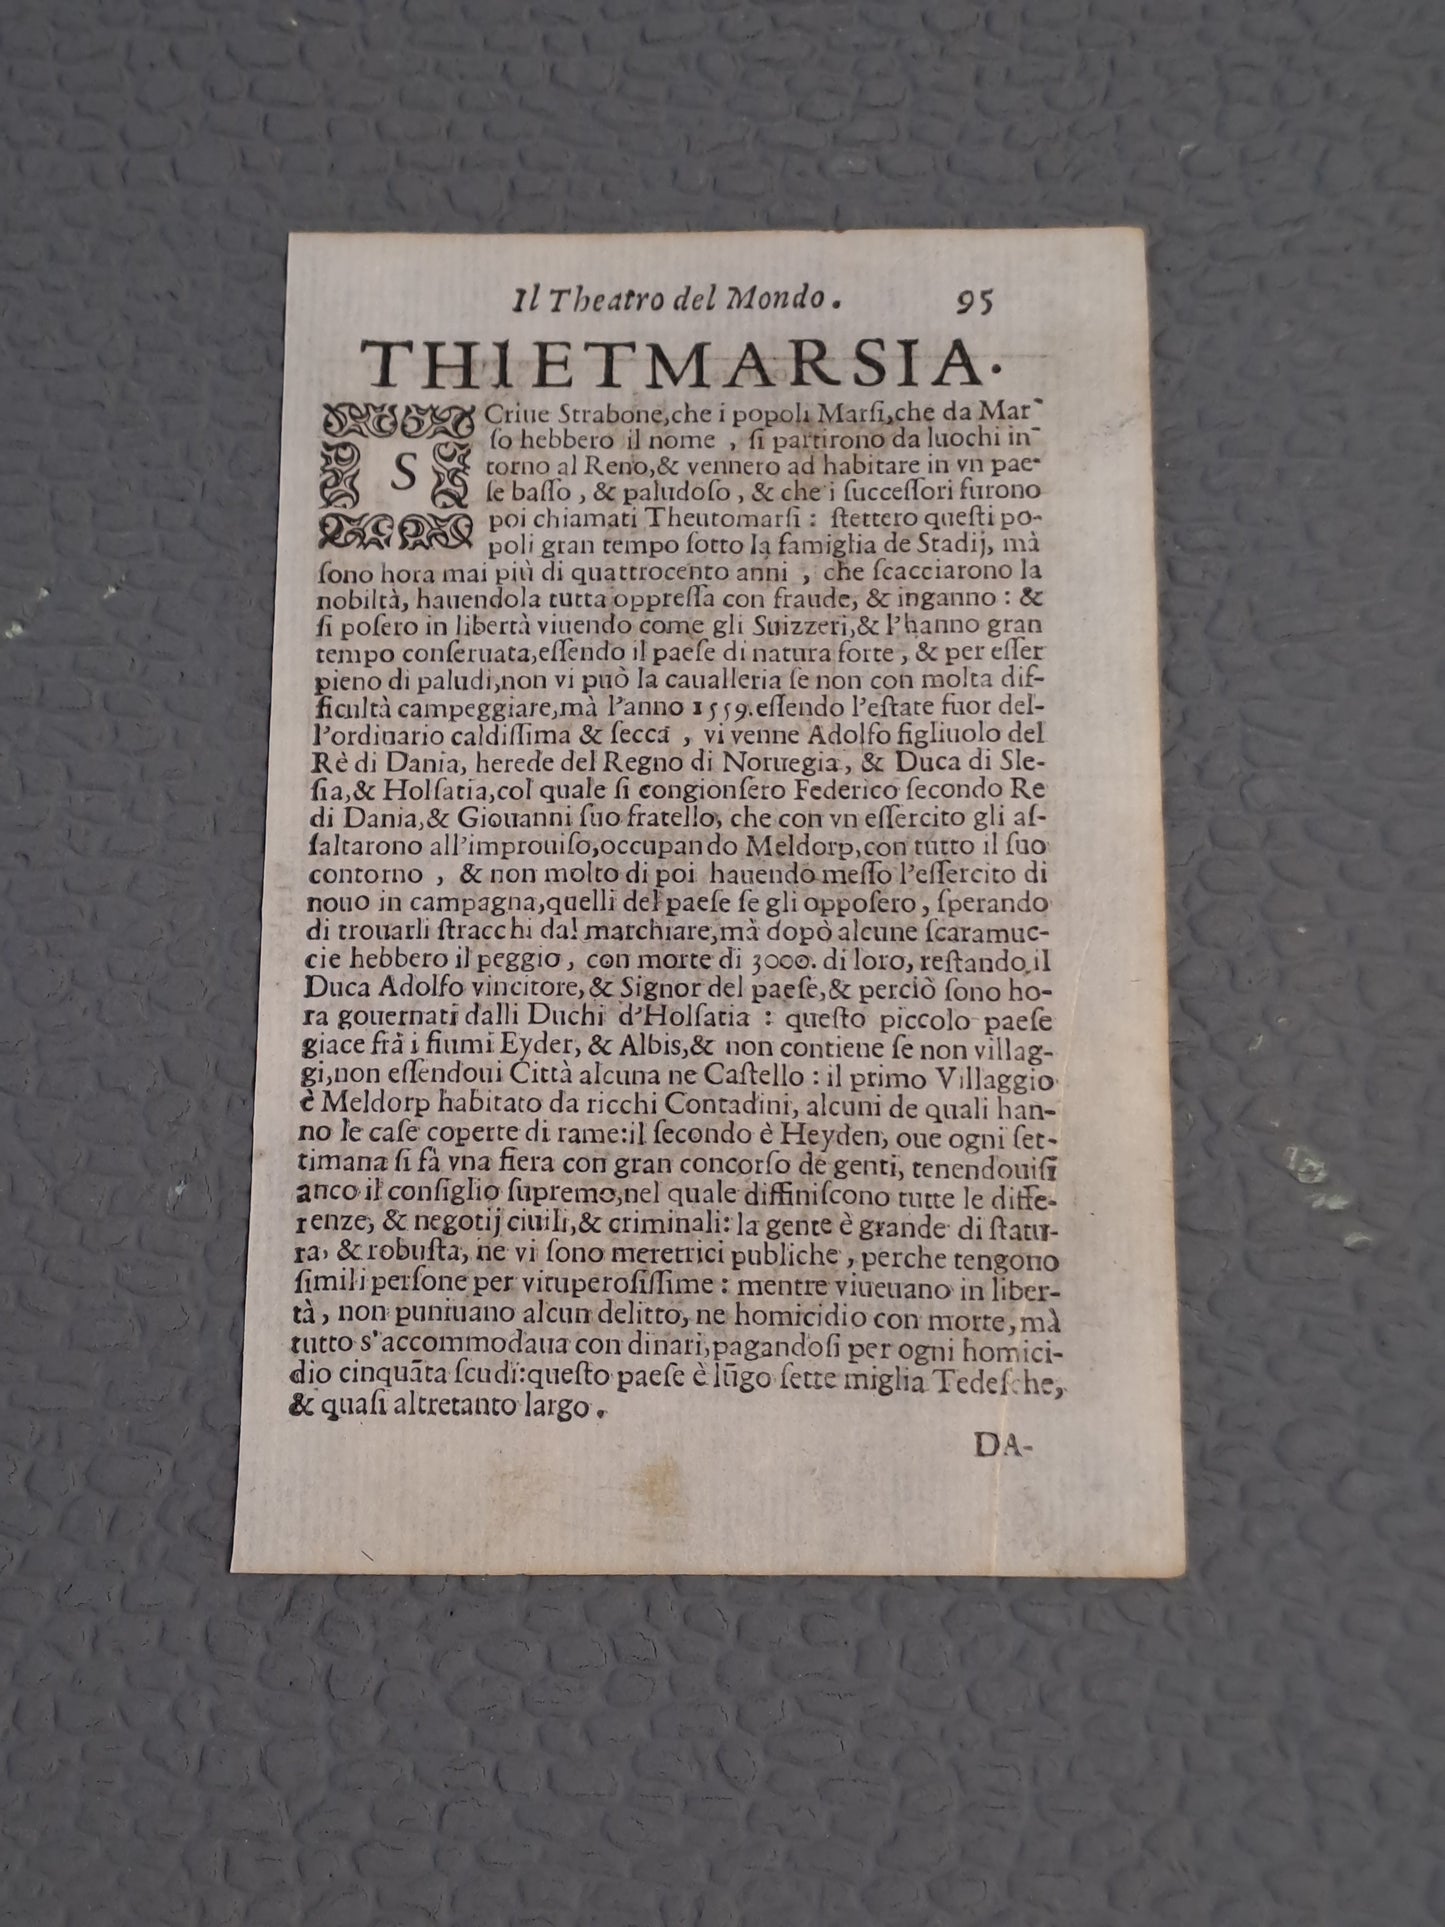 Il Theatro del Mondo. 95
THIETMARSIA.
SCriue Strabone,che i popoli Marſi,che da Mar-
ſo hebbero il nome , ſi partirono da luochi in-
torno al Reno,& vennero ad habitare in vn pae-
ſe baſſo , & paludoſo , & che i ſucceſſori furono
poi chiamati Theutomarſi : ſtettero queſti po-
poli gran tempo ſotto la famiglia de Stadij, mà
ſono hora mai più di quattrocento anni , che ſcacciarono la
nobiltà, hauendola tutta oppreſſa con fraude, & inganno : &
ſi poſero in libertà viuendo come gli Suizzeri,& l'hanno gran
tempo conſeruata,eſſendo il paeſe di natura forte , & per eſſer
pieno di paludi,non vi può la caualleria ſe non con molta dif-
ficultà campeggiare,mà l'anno 1559.eſſendo l'eſtate fuor del-
l'ordinario caldiſſima & ſecca , vi venne Adolfo figliuolo del
Rè di Dania, herede del Regno di Noruegia , & Duca di Sle-
ſia,& Holſatia,col quale ſi congionſero Federico ſecondo Re
di Dania,& Giouanni ſuo fratello, che con vn eſſercito gli aſ-
ſaltarono all'improuiſo,occupando Meldorp,con tutto il ſuo
contorno , & non molto di poi hauendo meſſo l'eſſercito di
nouo in campagna,quelli del paeſe ſe gli oppoſero , ſperando
di trouarli ſtracchi dal marchiare,mà dopò alcune ſcaramuc-
cie hebbero il peggio , con morte di 3000. di loro, reſtando il
Duca Adolfo vincitore, & Signor del paeſe,& perciò ſono ho-
ra gouernati dalli Duchi d'Holſatia : queſto piccolo paeſe
giace frà i fiumi Eyder, & Albis,& non contiene ſe non villag-
gi,non eſſendoui Città alcuna ne Caſtello : il primo Villaggio
è Meldorp habitato da ricchi Contadini, alcuni de quali han-
no le caſe coperte di rame:il ſecondo è Heyden, oue ogni ſet-
timana ſi fà vna fiera con gran concorſo de genti, tenendouiſi
anco il conſiglio ſupremo,nel quale diffiniſcono tutte le diffe-
renze, & negotij ciuili,& criminali: la gente è grande di ſtatu-
ra, & robuſta, ne vi ſono meretrici publiche , perche tengono
ſimili perſone per vituperoſiſſime : mentre viueuano in liber-
tà , non puniuano alcun delitto, ne homicidio con morte,mà
tutto s'accommodaua con dinari,pagandoſi per ogni homici-
dio cinquāta ſcudi:queſto paeſe è lūgo ſette miglia Tedeſche,
& quaſi altretanto largo .
DA-